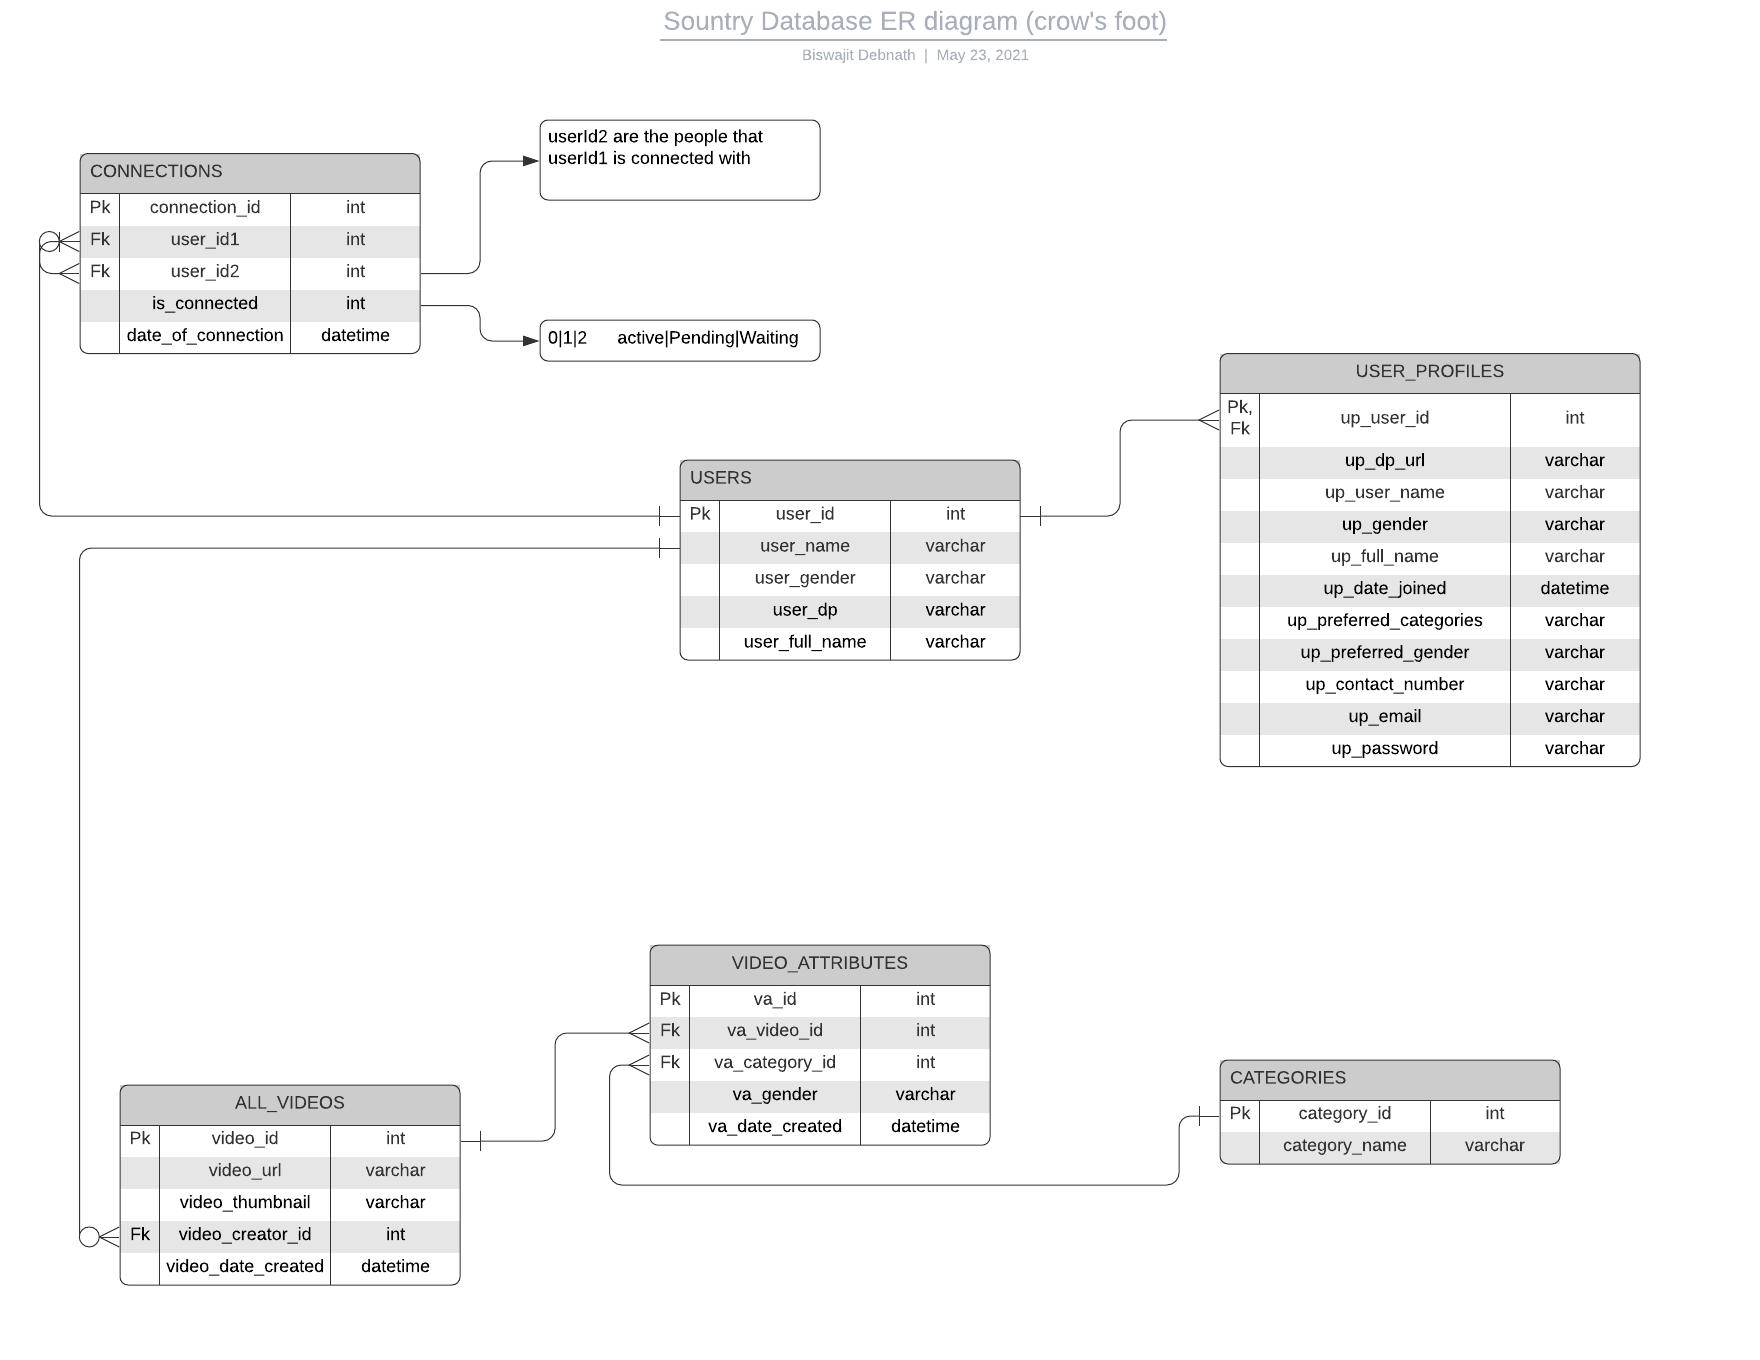 Sountry Database ER diagram (crow's foot)
Biswajit Debnath | May 23, 2021
userId2 are the people that
userId1 is connected with
CONNECTIONS
Pk connection_id int
Fk user_id1 int
Fk user_id2 int
is_connected int
date_of_connection datetime
0|1|2 active|Pending|Waiting
USER_PROFILES
Pk,
Fk up_user_id int
up_dp_url varchar
up_user_name varchar
up_gender varchar
up_full_name varchar
up_date_joined datetime
up_preferred_categories varchar
up_preferred_gender varchar
up_contact_number varchar
up_email varchar
up_password varchar
USERS
Pk user_id int
user_name varchar
user_gender varchar
user_dp varchar
user_full_name varchar
VIDEO_ATTRIBUTES
Pk va_id int
Fk va_video_id int
Fk va_category_id int
va_gender varchar
va_date_created datetime
CATEGORIES
Pk category_id int
category_name varchar
ALL_VIDEOS
Pk video_id int
video_url varchar
video_thumbnail varchar
Fk video_creator_id int
video_date_created datetime